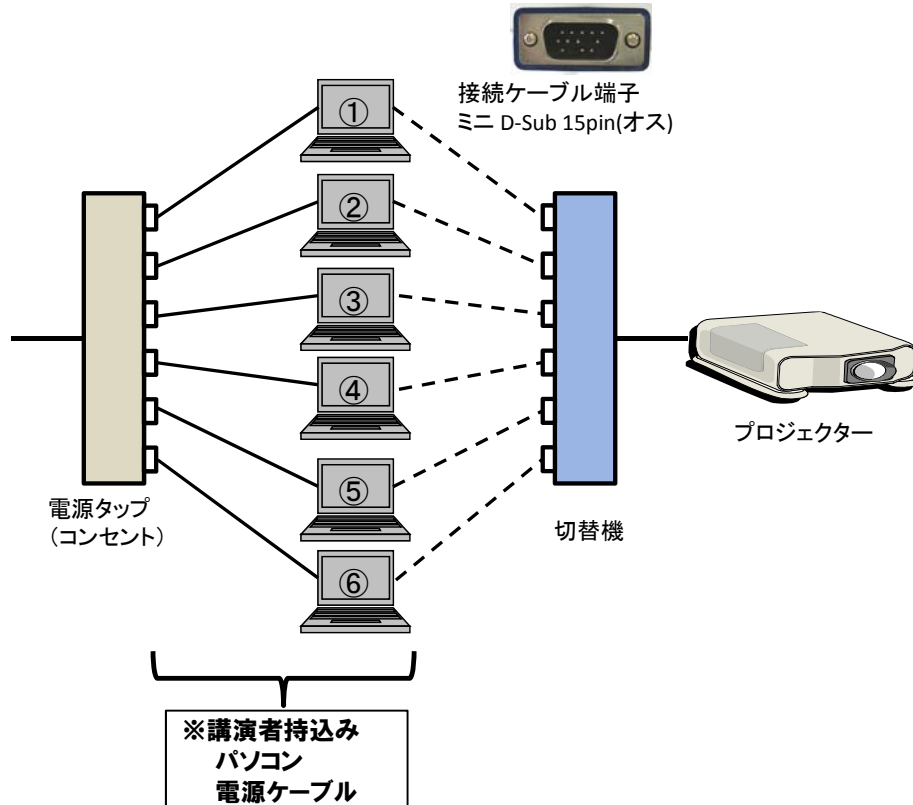 接続ケーブル端子
ミニ D-Sub 15pin(オス)
①
②
③
④
⑤
⑥
プロジェクター
電源タップ
（コンセント）
切替機
※講演者持込み
パソコン
電源ケーブル